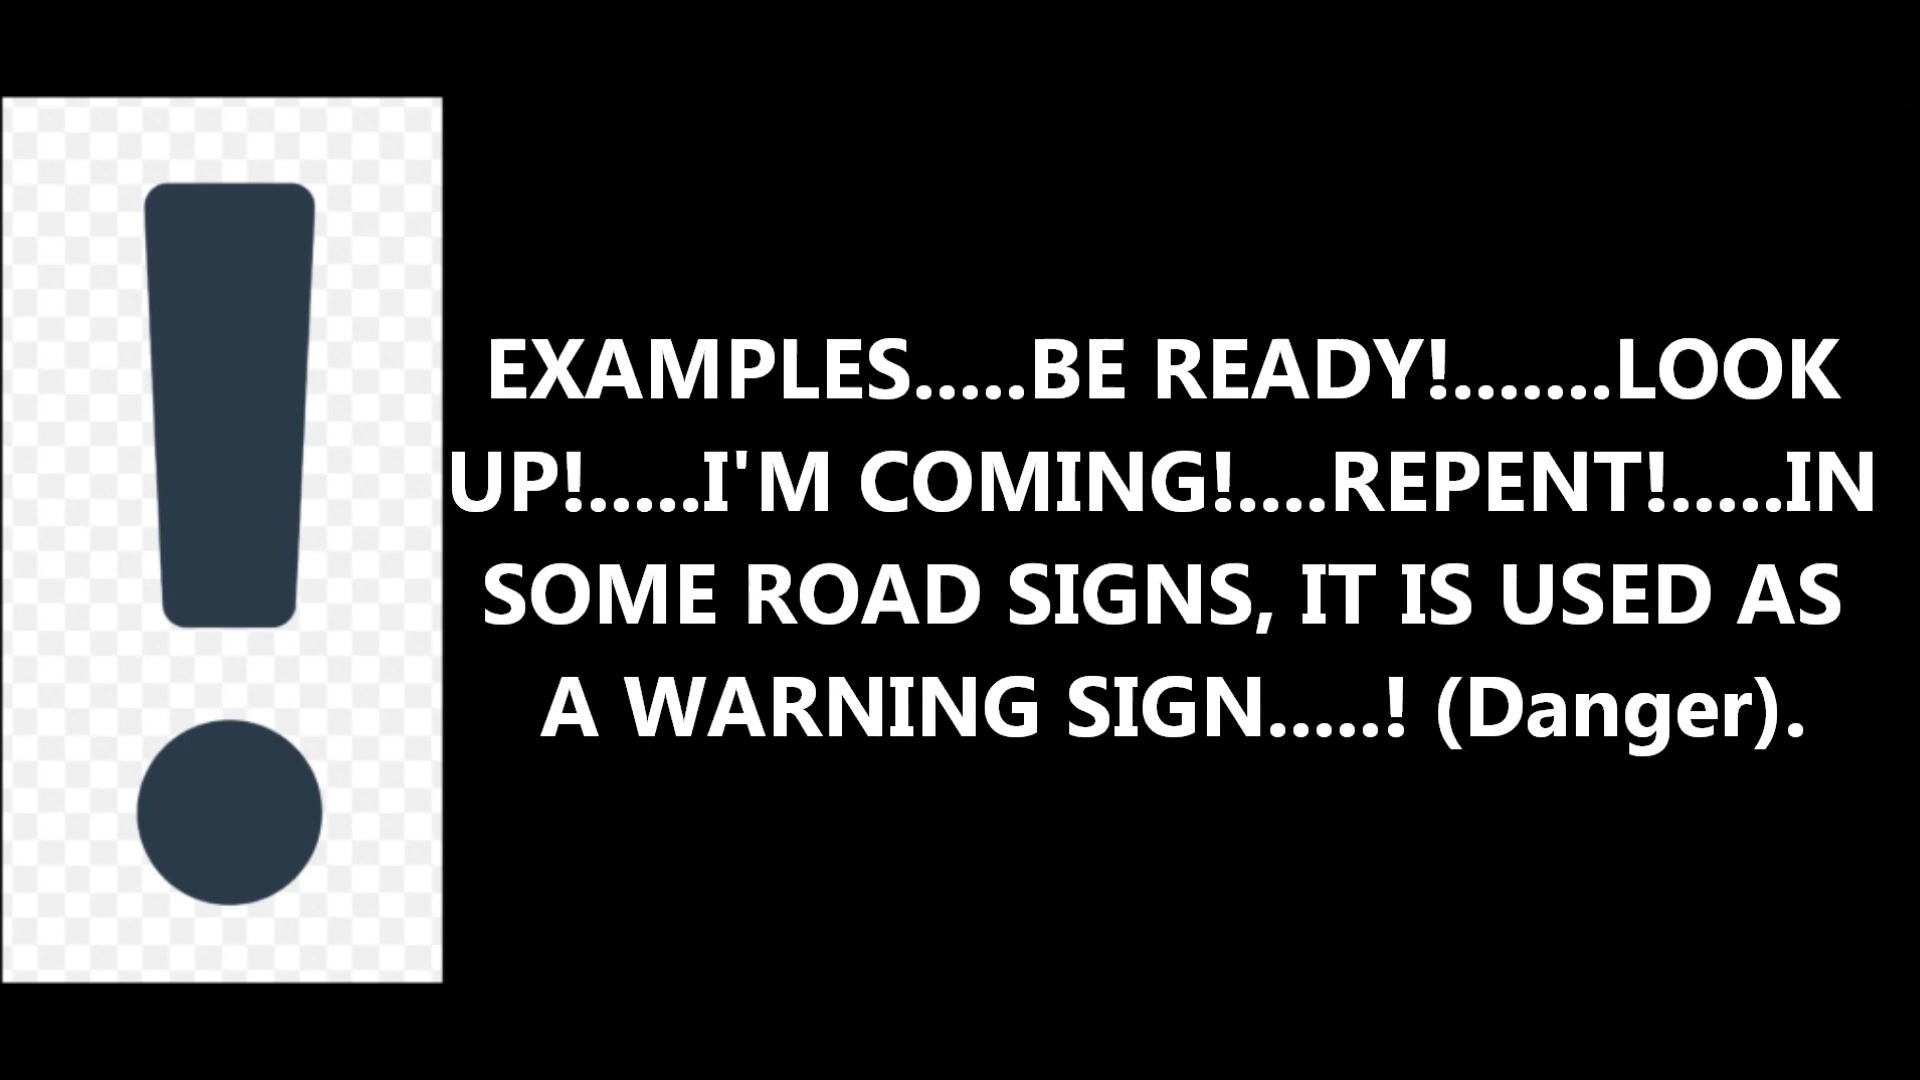 EXAMPLES.....BE READY!.......LOOK
UP!.....I'M COMING!....REPENT!.....IN
SOME ROAD SIGNS, IT IS USED AS
A WARNING SIGN.....! (Danger).